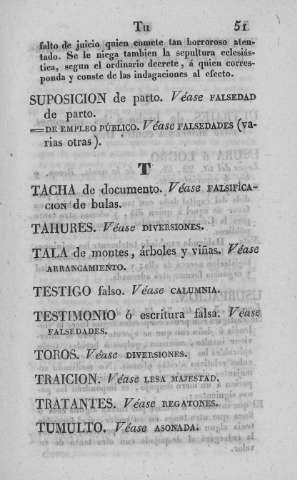 Tu 51
falto de juicio quien comete tan horroroso aten-
tado. Se le niega tambien la sepultura eclesiás-
tica, segun el ordinario decrete, á quien corres-
ponda y conste de las indagaciones al efecto.
SUPOSICION de parto. Véase FALSEDAD
de parto.
=DE EMPLEO PÚBLICO. Véase FALSEDADES (va-
rias otras).
T
TACHA de documento. Véase FALSIFICA-
CION de bulas.
TAHURES. Véase DIVERSIONES.
TALA de montes, árboles y viñas. Véase
ARRANCAMIENTO.
TESTIGO falso. Véase CALUMNIA.
TESTIMONIO ó escritura falsa. Véase
FALSEDADES.
TOROS. Véase DIVERSIONES.
TRAICION. Véase LESA MAJESTAD.
TRATANTES. Véase REGATONES.
TUMULTO. Véase ASONADA.